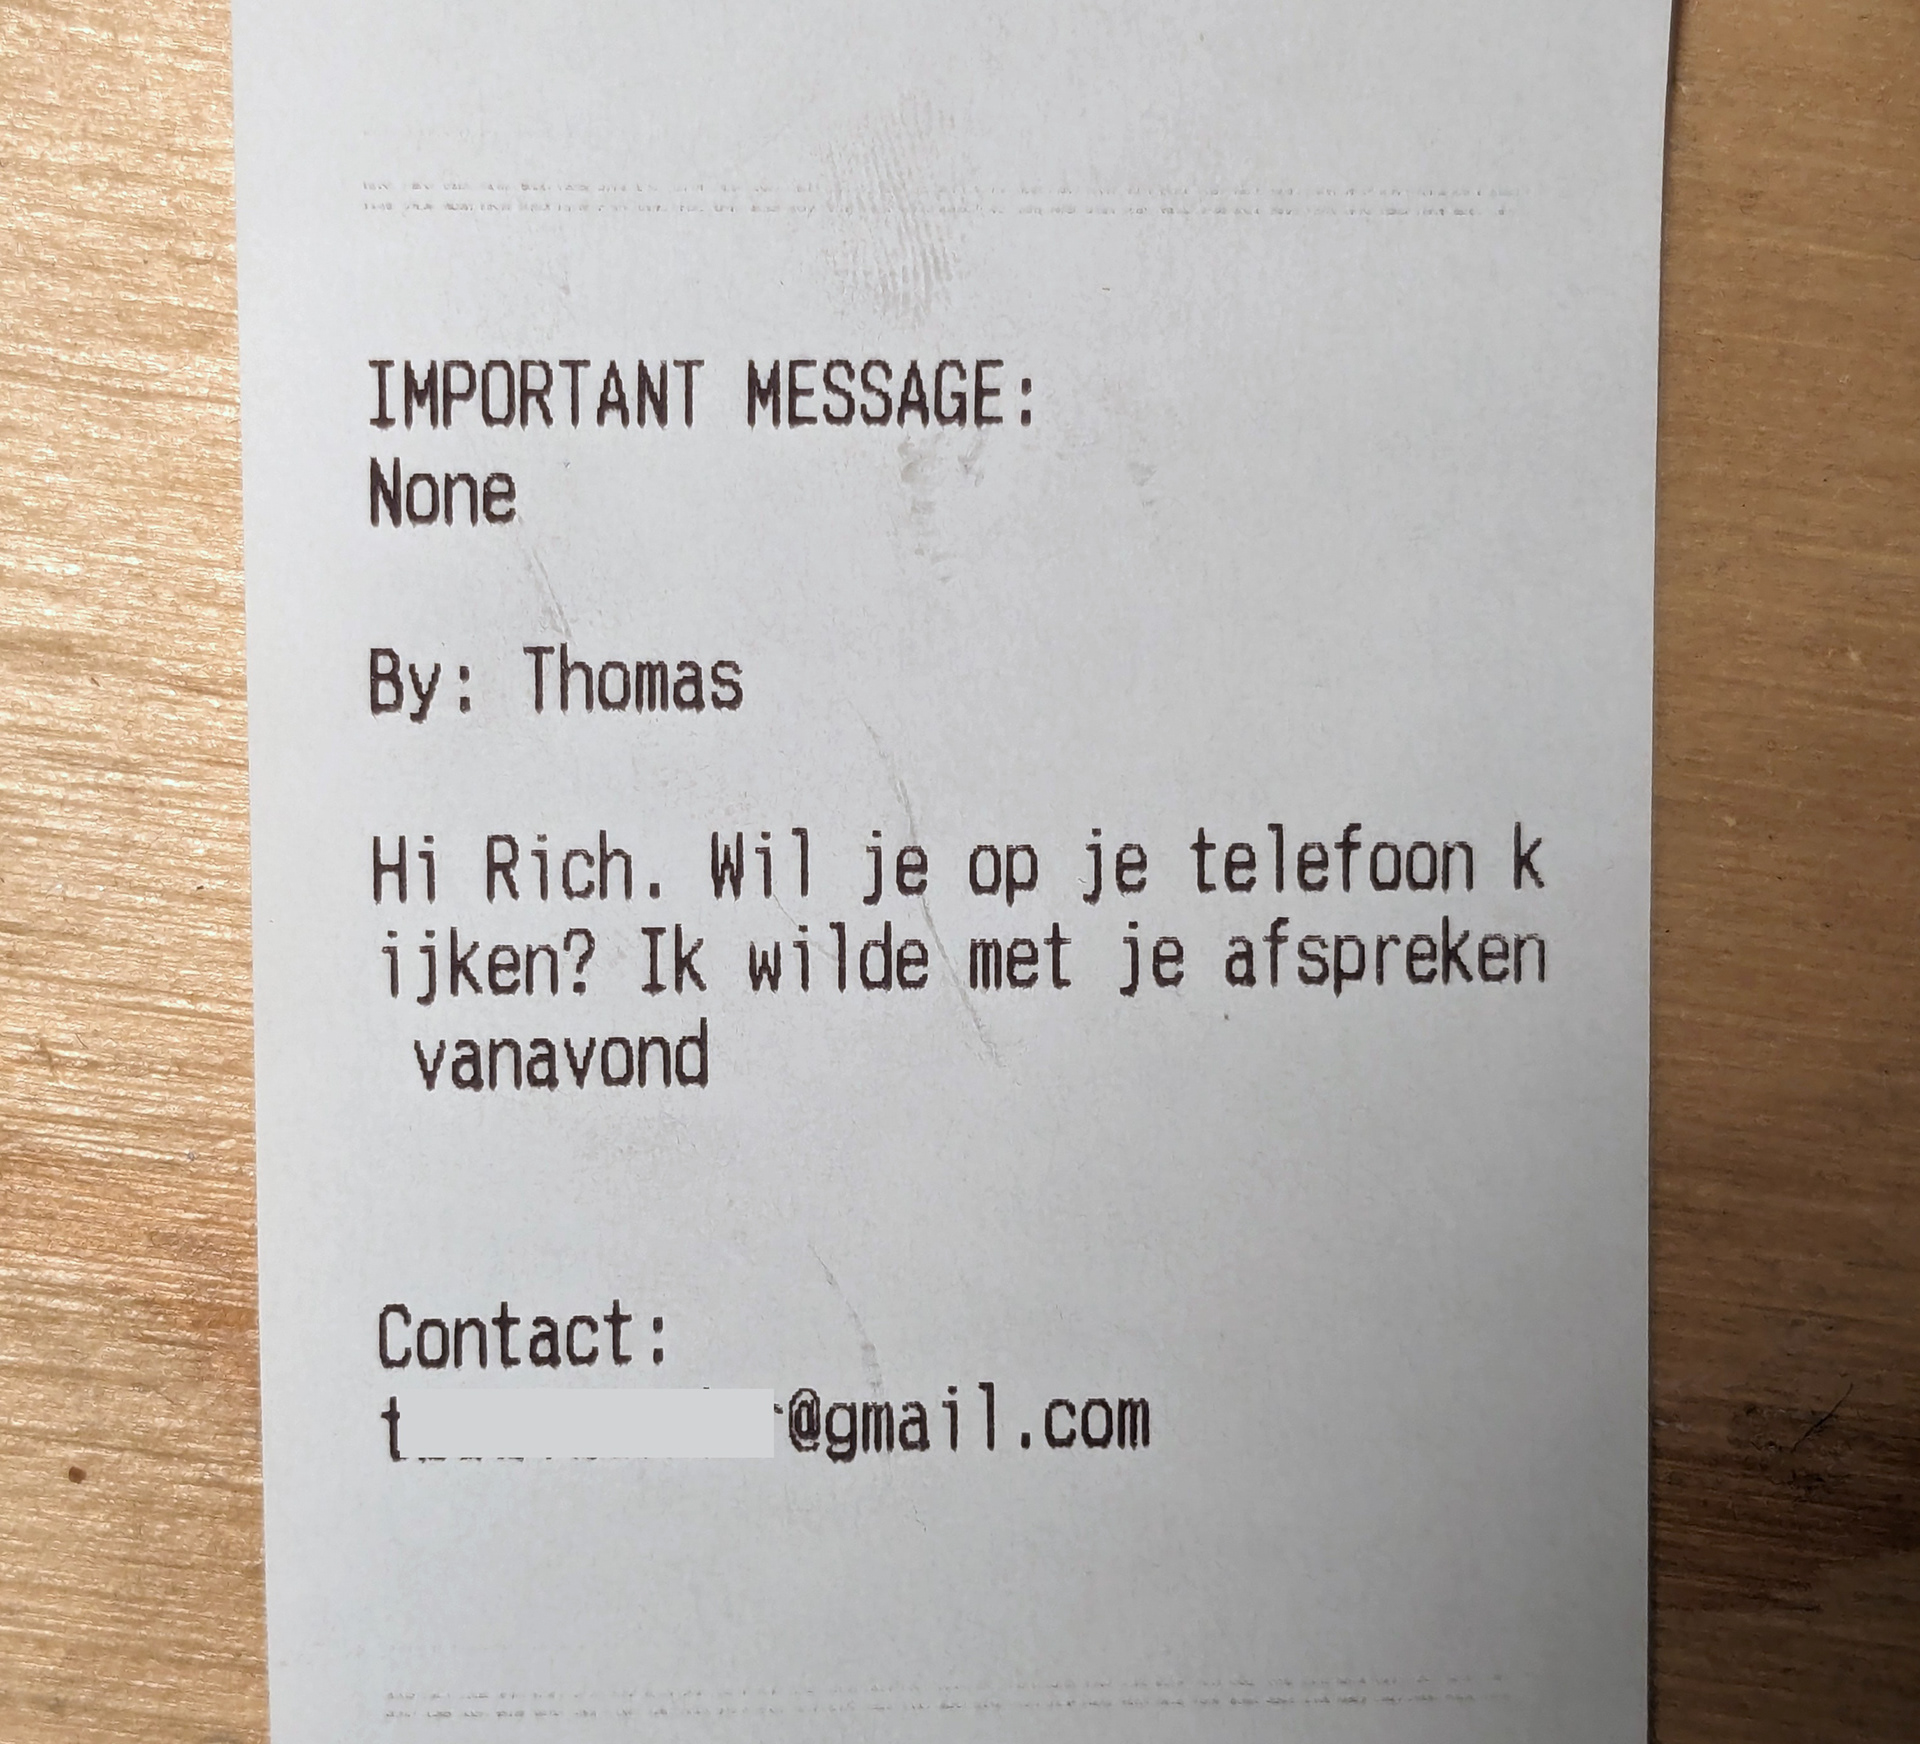 IMPORTANT MESSAGE:
None
By: Thomas
Hi Rich. Wil je op je telefoon k
ijken? Ik wilde met je afspreken
vanavond
Contact:
@gmail.com